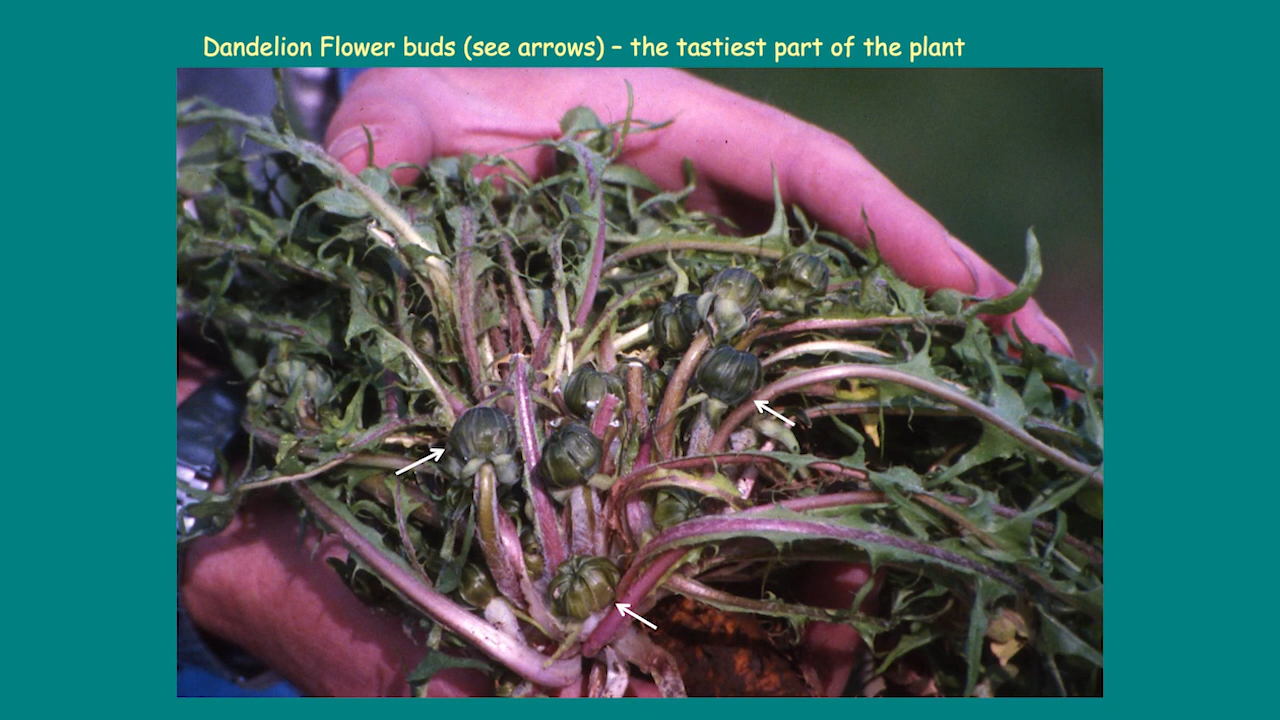 Dandelion Flower buds (see arrows) – the tastiest part of the plant